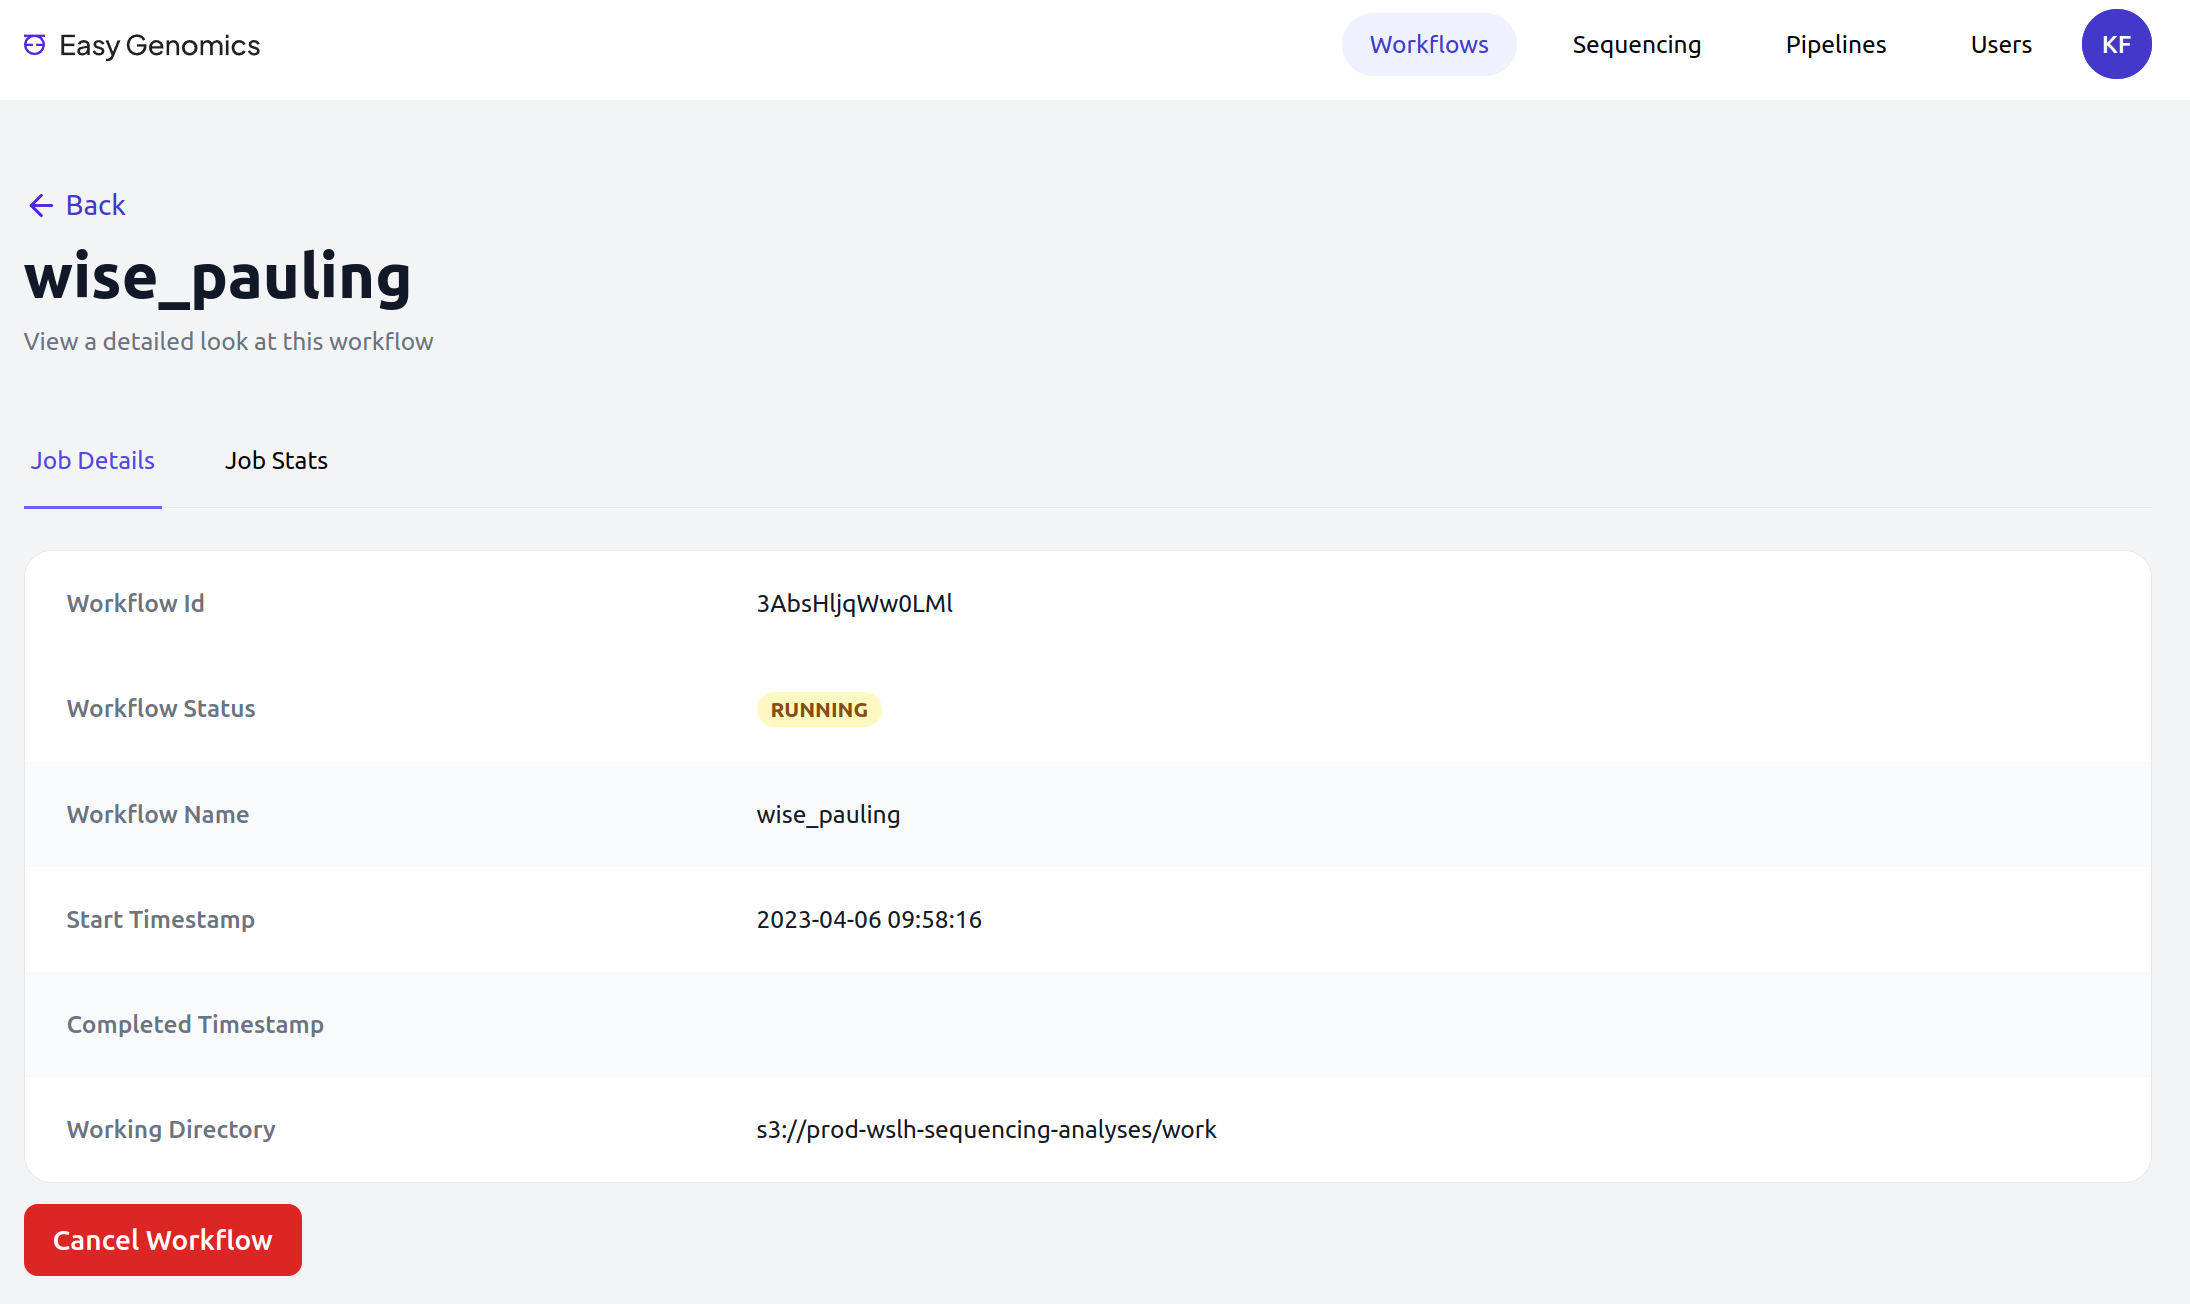 Easy Genomics
Workflows Sequencing Pipelines Users KF
Back
wise_pauling
View a detailed look at this workflow
Job Details Job Stats
Workflow Id 3AbsHljqWw0LMl
Workflow Status RUNNING
Workflow Name wise_pauling
Start Timestamp 2023-04-06 09:58:16
Completed Timestamp
Working Directory s3://prod-wslh-sequencing-analyses/work
Cancel Workflow